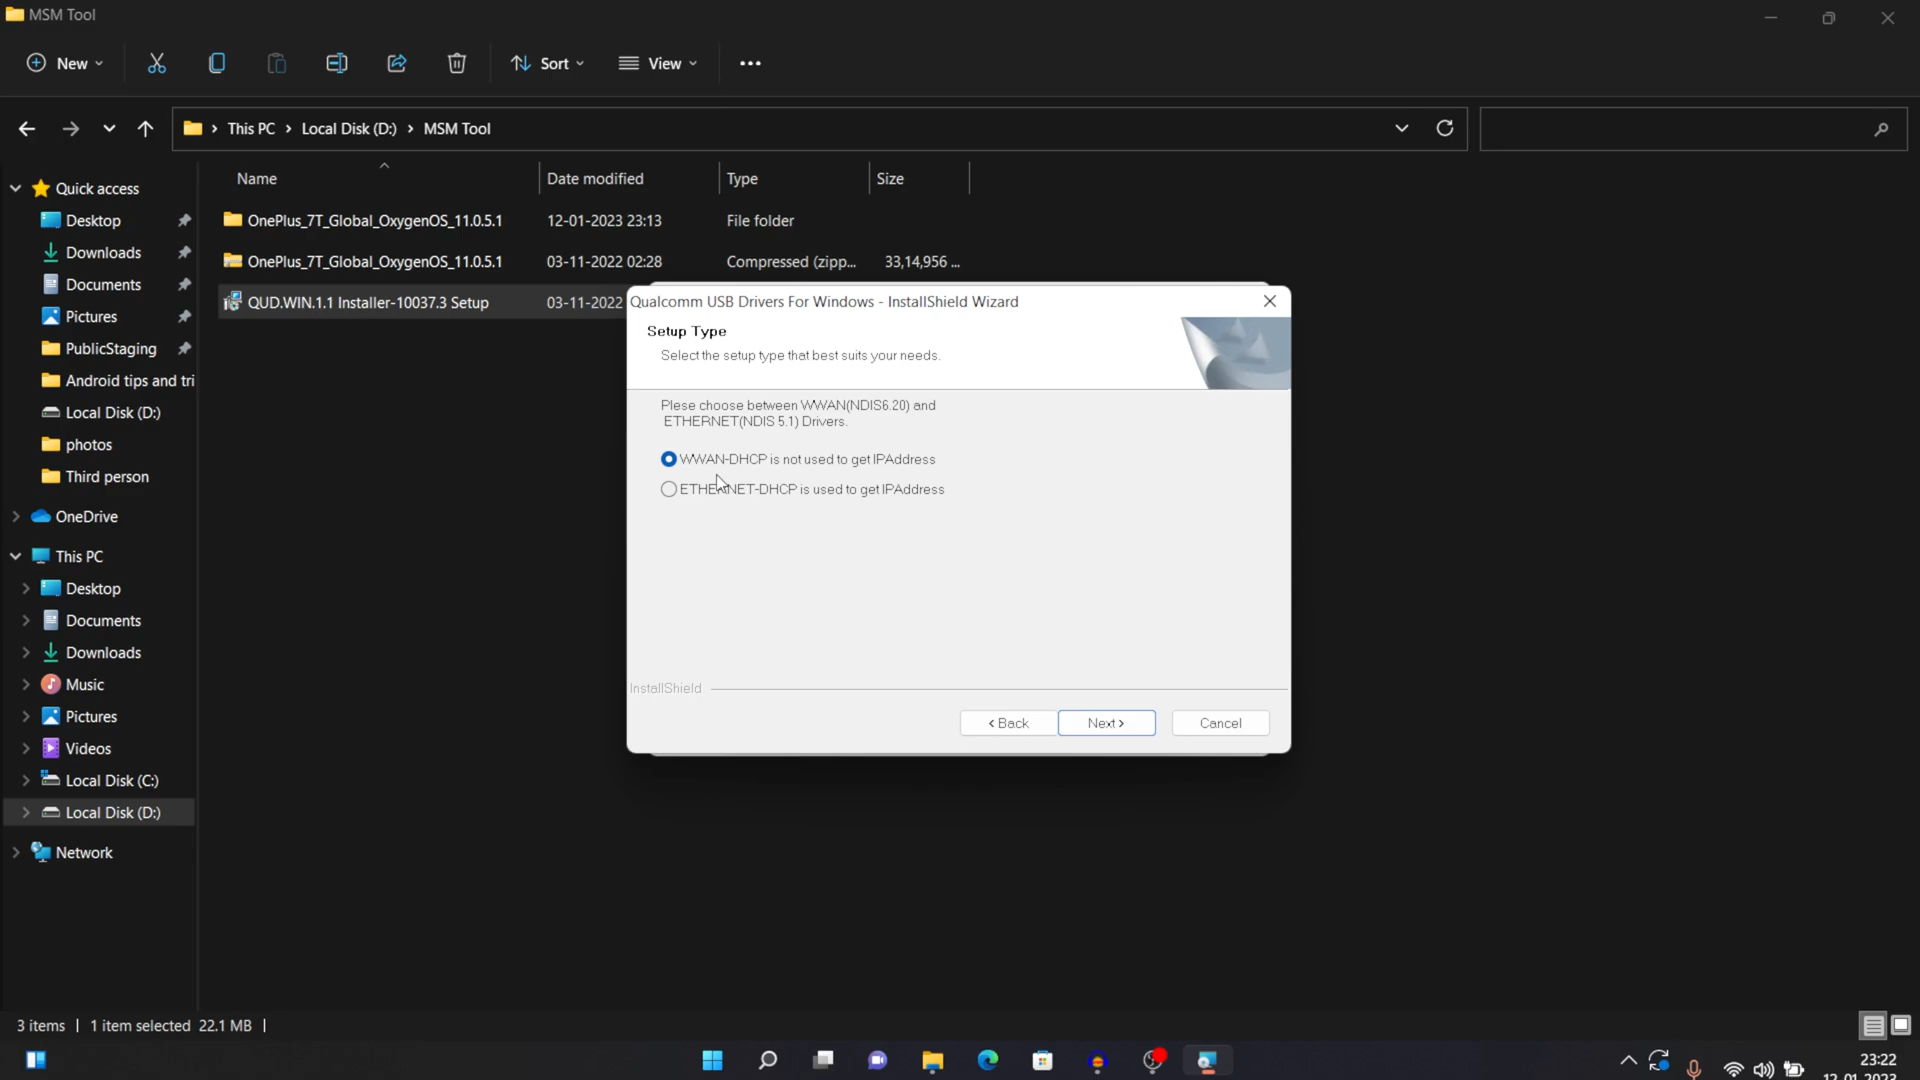 MSM Tool
New
Sort
View
This PC
Local Disk (D:)
MSM Tool
Name
Date modified
Type
Size
OnePlus_7T_Global_OxygenOS_11.0.5.1
12-01-2023 23:13
File folder
OnePlus_7T_Global_OxygenOS_11.0.5.1
03-11-2022 02:28
Compressed (zipp...
33,14,956 ...
QUD.WIN.1.1 Installer-10037.3 Setup
03-11-2022
Quick access
Desktop
Downloads
Documents
Pictures
PublicStaging
Android tips and tri
Local Disk (D:)
photos
Third person
OneDrive
This PC
Desktop
Documents
Downloads
Music
Pictures
Videos
Local Disk (C:)
Local Disk (D:)
Network
Qualcomm USB Drivers For Windows - InstallShield Wizard
Setup Type
Select the setup type that best suits your needs.
Plese choose between WWAN(NDIS6.20) and
ETHERNET(NDIS 5.1) Drivers.
WWAN-DHCP is not used to get IPAddress
ETHERNET-DHCP is used to get IPAddress
InstallShield
< Back
Next >
Cancel
3 items
1 item selected 22.1 MB
23:22
12-01-2023